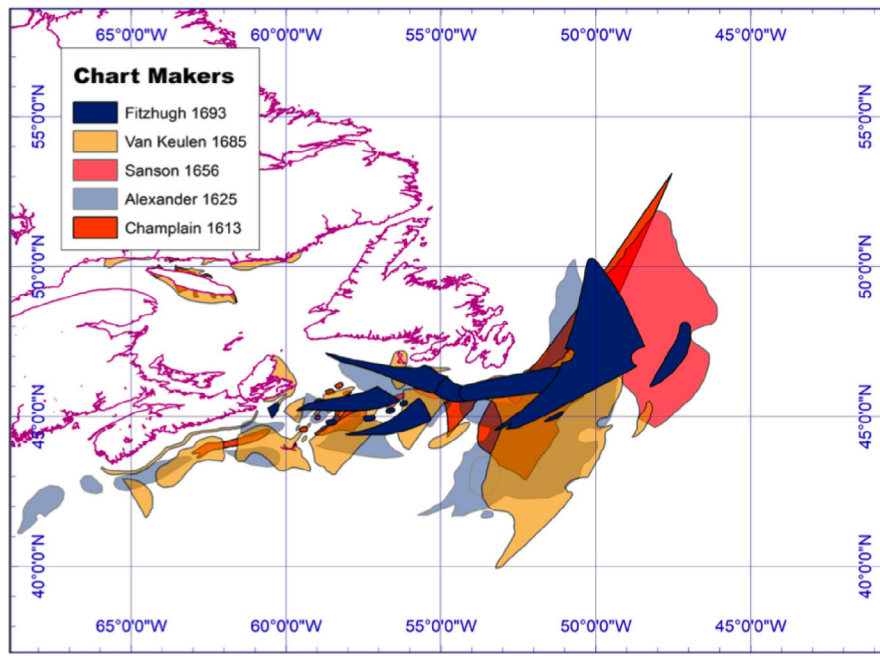 65°0'0"W 60°0'0"W 55°0'0"W 50°0'0"W 45°0'0"W
Chart Makers
Fitzhugh 1693
Van Keulen 1685
Sanson 1656
Alexander 1625
Champlain 1613
55°0'0"N 55°0'0"N
50°0'0"N 50°0'0"N
45°0'0"N 45°0'0"N
40°0'0"N 40°0'0"N
65°0'0"W 60°0'0"W 55°0'0"W 50°0'0"W 45°0'0"W